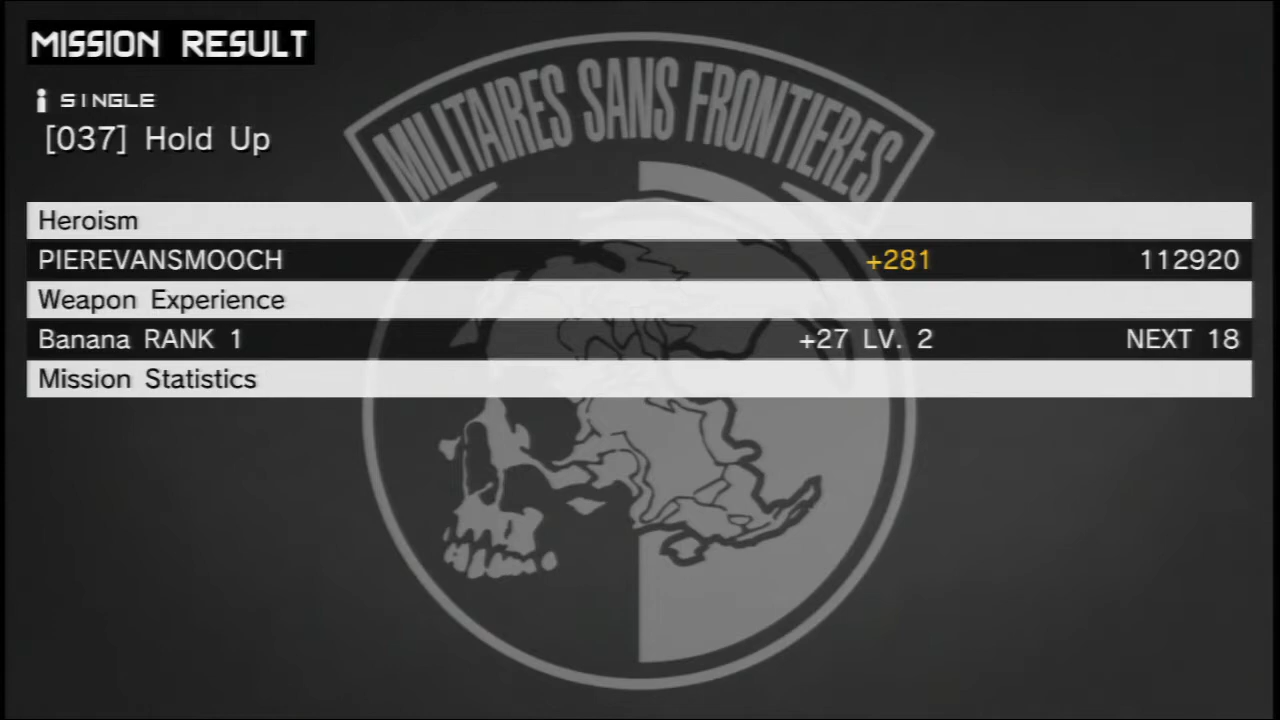 MISSION RESULT
SINGLE
[037] Hold Up
MILITAIRES SANS FRONTIERES
Heroism
PIEREVANSMOOCH +281 112920
Weapon Experience
Banana RANK 1 +27 LV. 2 NEXT 18
Mission Statistics